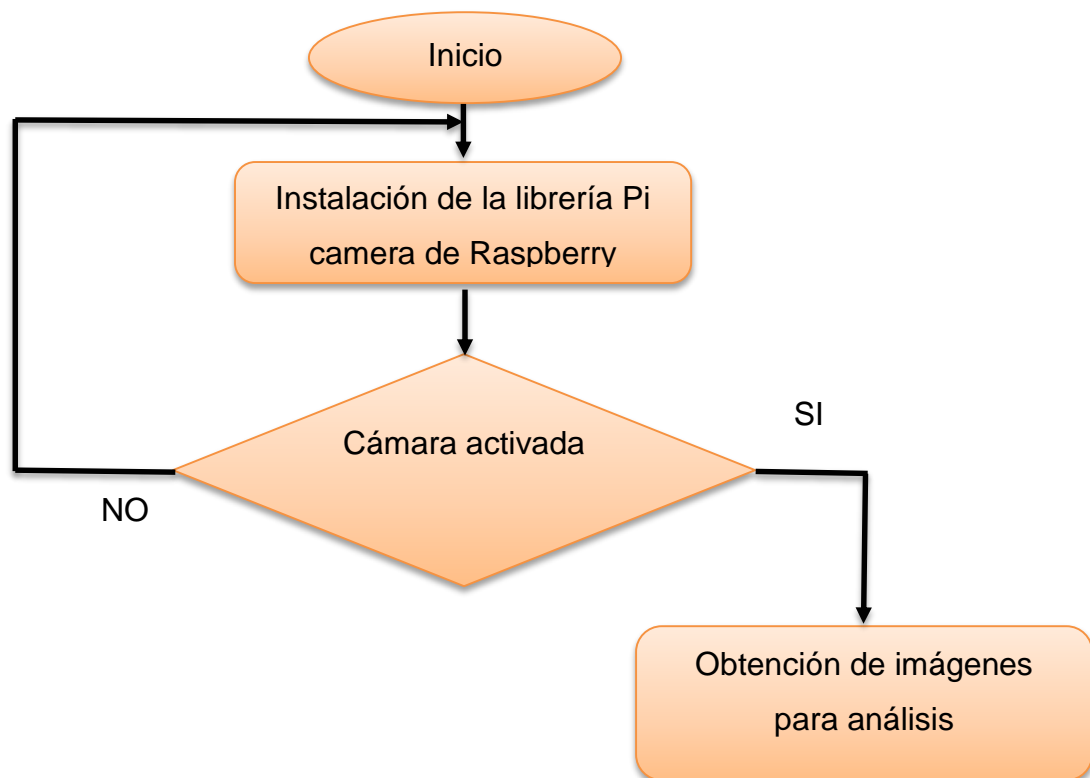 Inicio
Instalación de la librería Pi
camera de Raspberry
Cámara activada
SI
NO
Obtención de imágenes
para análisis